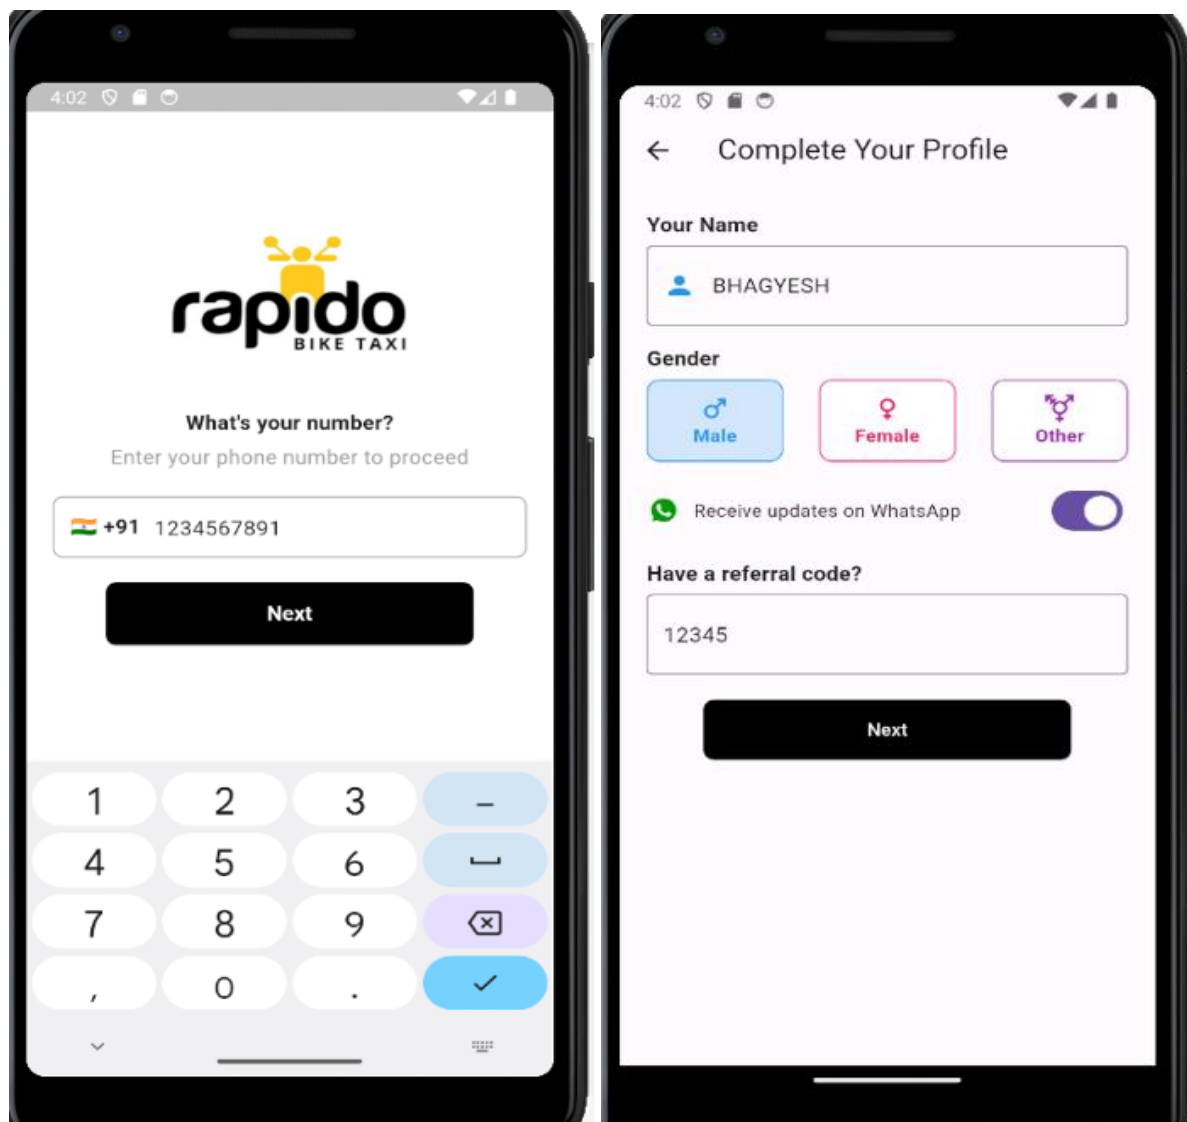 4:02
rapido
BIKE TAXI
What's your number?
Enter your phone number to proceed
+91 1234567891
Next
1 2 3 –
4 5 6
7 8 9
, 0 .
4:02
Complete Your Profile
Your Name
BHAGYESH
Gender
Male Female Other
Receive updates on WhatsApp
Have a referral code?
12345
Next